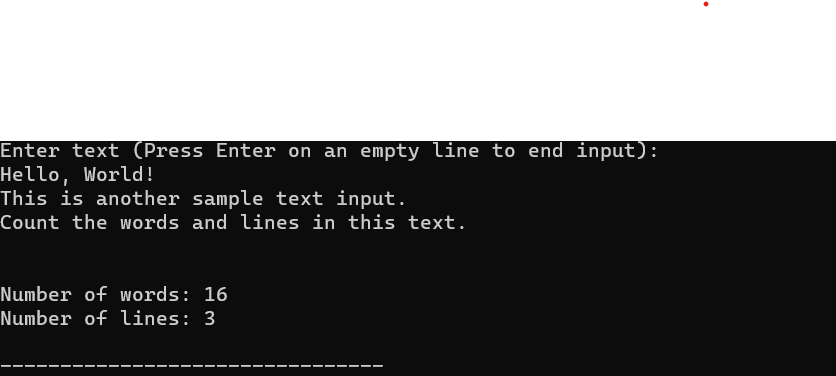 Enter text (Press Enter on an empty line to end input):
Hello, World!
This is another sample text input.
Count the words and lines in this text.
Number of words: 16
Number of lines: 3
--------------------------------